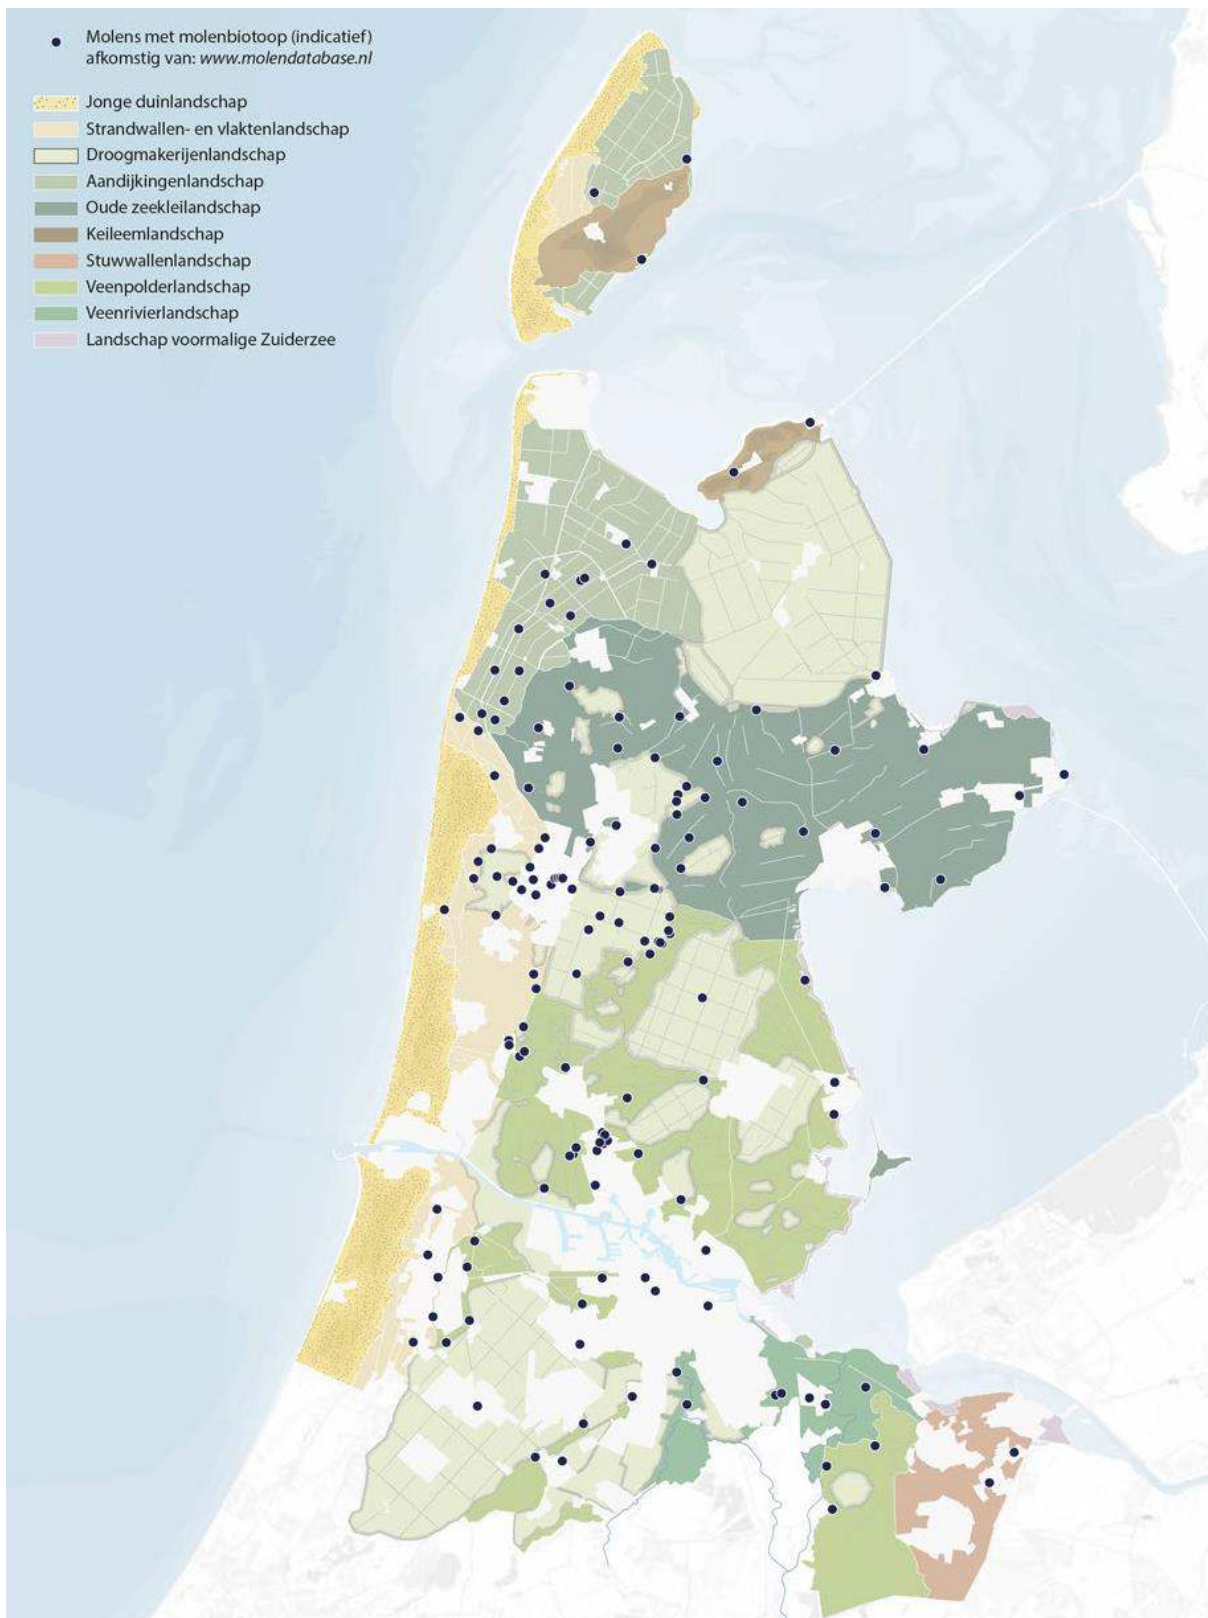 Molens met molenbiotoop (indicatief)
afkomstig van: www.molendatabase.nl
Jonge duinlandschap
Strandwallen- en vlaktenlandschap
Droogmakerijenlandschap
Aandijkingenlandschap
Oude zeekleilandschap
Keileemlandschap
Stuwwallenlandschap
Veenpolderlandschap
Veenrivierlandschap
Landschap voormalige Zuiderzee